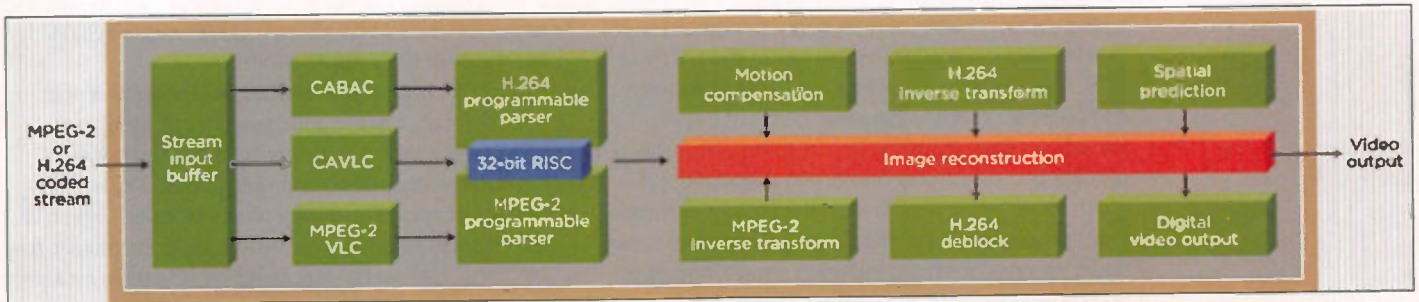 MPEG-2
or
H.264
coded
stream
Stream
input
buffer
CABAC
CAVLC
MPEG-2
VLC
H.264
programmable
parser
32-bit RISC
MPEG-2
programmable
parser
Motion
compensation
H.264
inverse transform
Spatial
prediction
Image reconstruction
MPEG-2
inverse transform
H.264
deblock
Digital
video output
Video
output